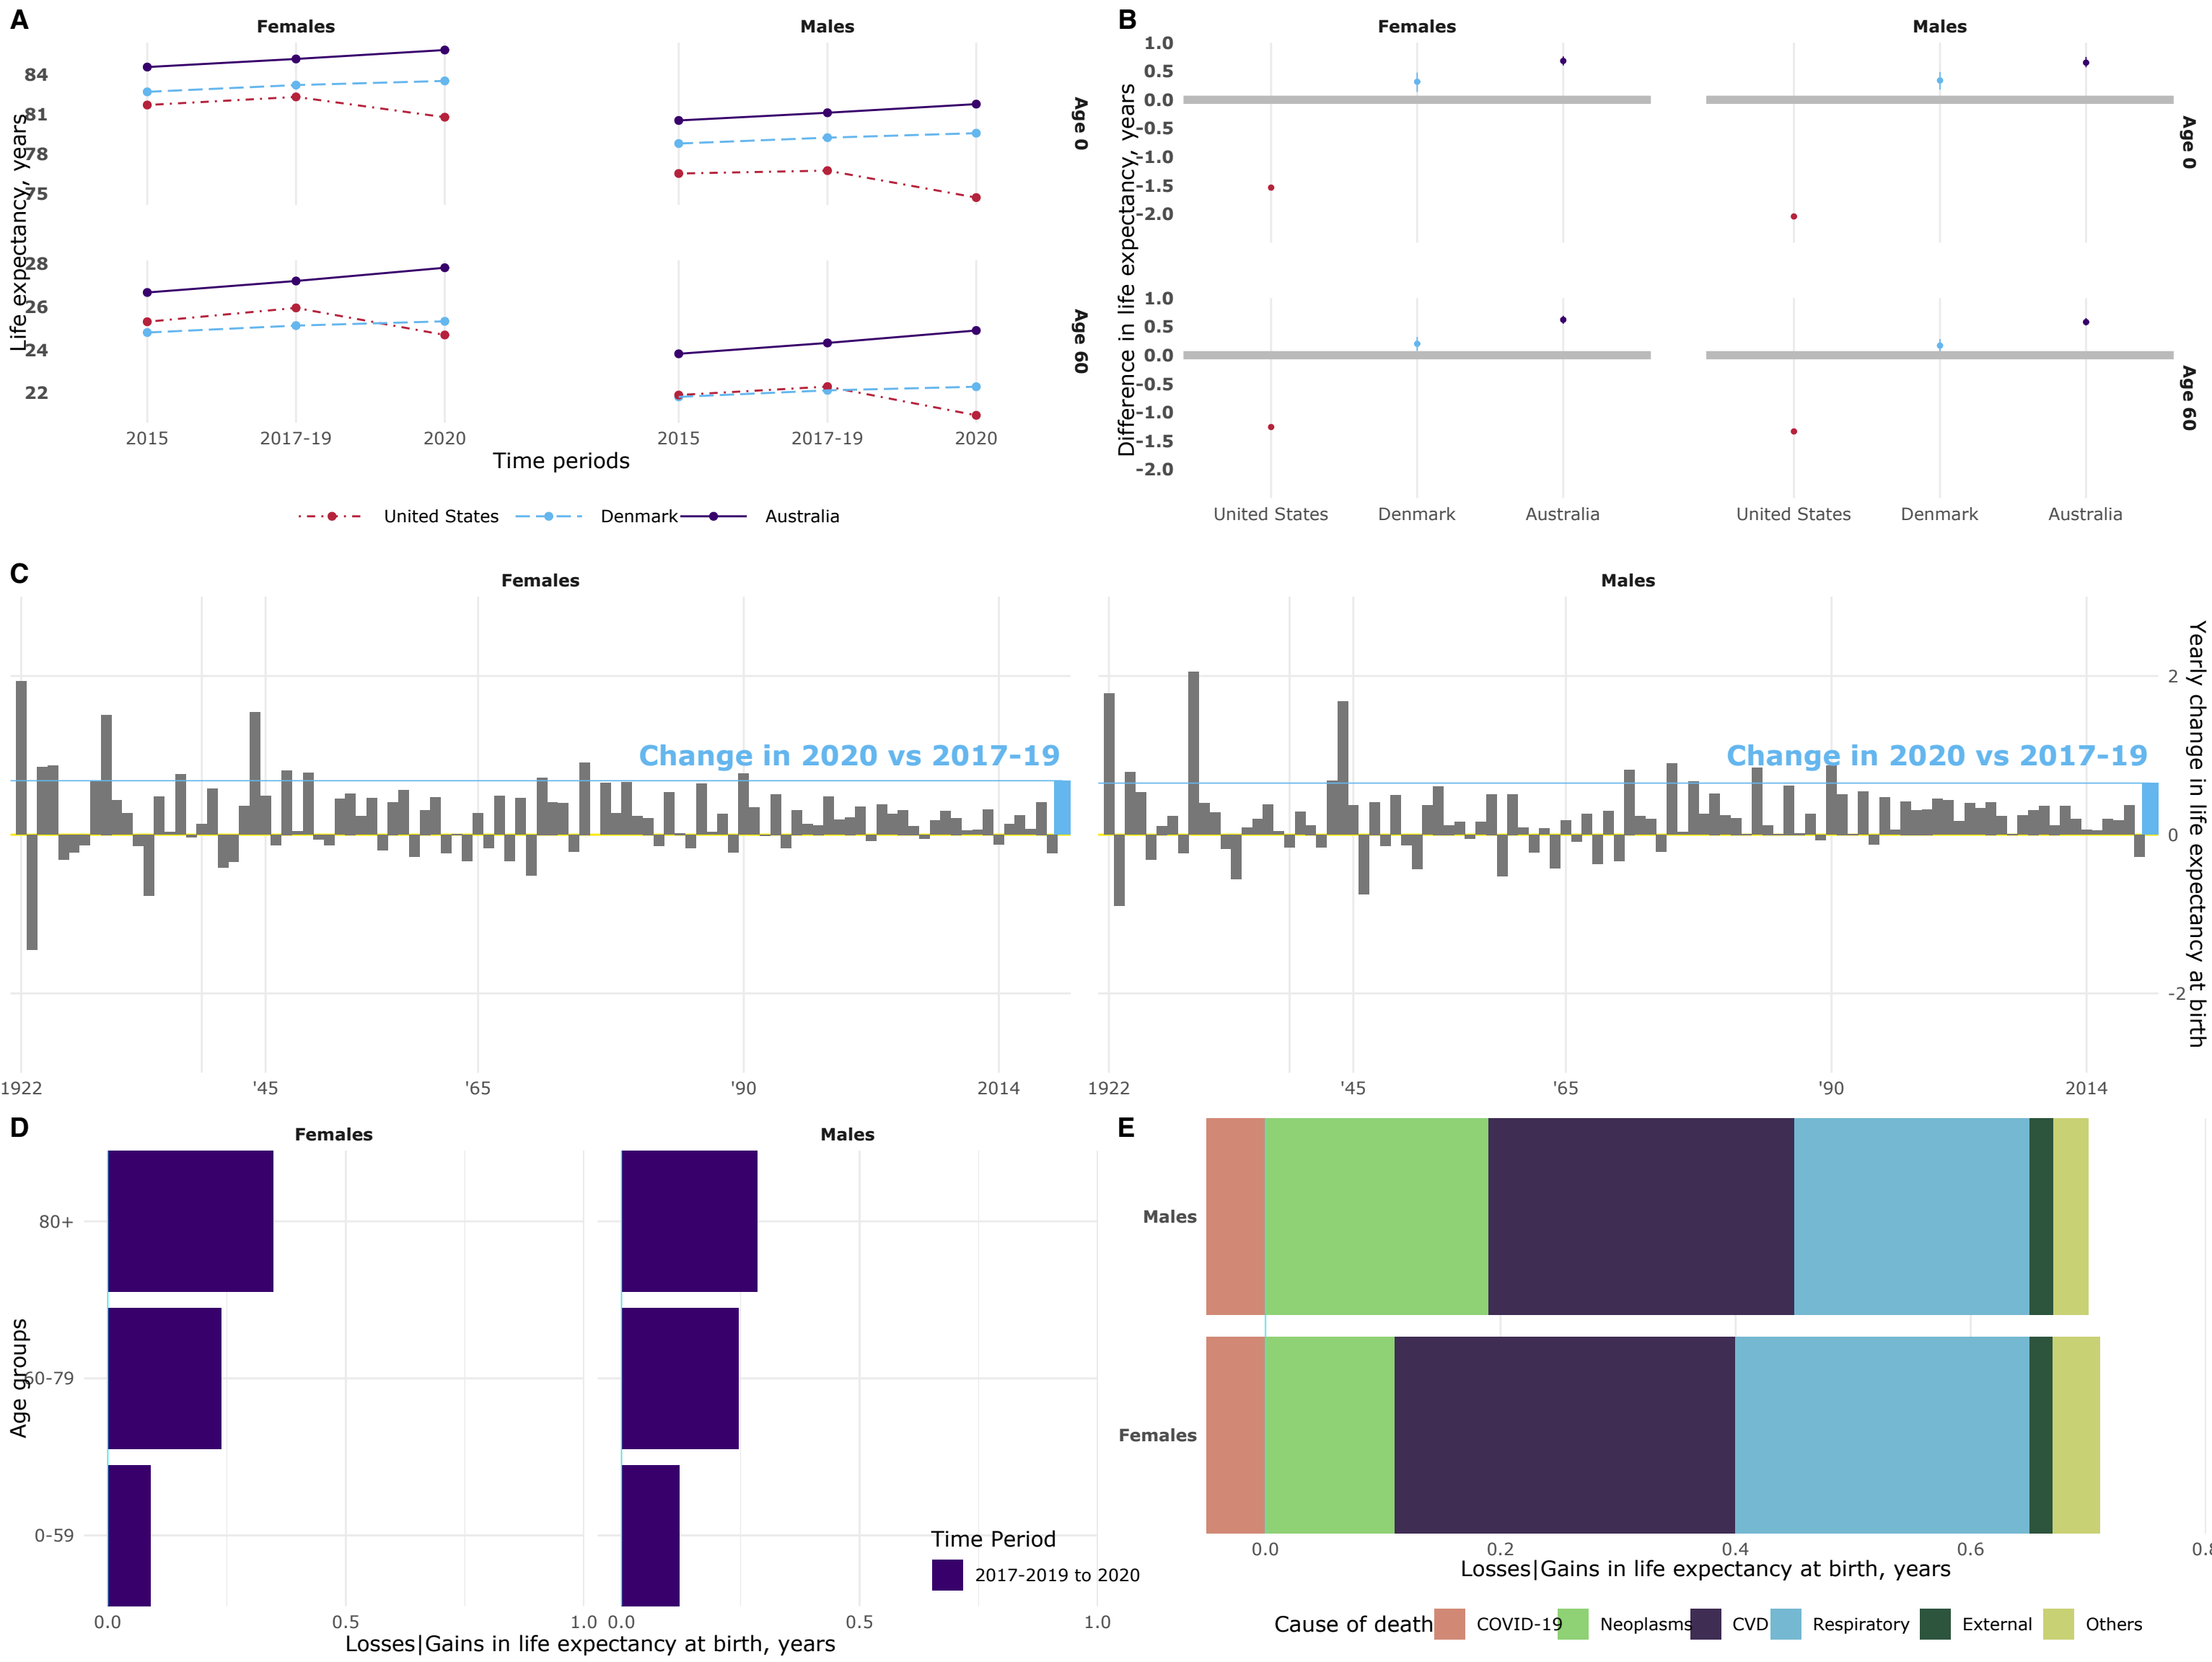 A
Females
Males
84
81
78
75
Age 0
28
26
24
22
Age 60
Life expectancy, years
2015
2017-19
2020
2015
2017-19
2020
Time periods
United States
Denmark
Australia
B
Females
Males
1.0
0.5
0.0
-0.5
-1.0
-1.5
-2.0
Age 0
1.0
0.5
0.0
-0.5
-1.0
-1.5
-2.0
Age 60
Difference in life expectancy, years
United States
Denmark
Australia
United States
Denmark
Australia
C
Females
Males
Change in 2020 vs 2017-19
Change in 2020 vs 2017-19
2
0
-2
Yearly change in life expectancy at birth
1922
'45
'65
'90
2014
1922
'45
'65
'90
2014
D
Females
Males
80+
60-79
0-59
Age groups
Time Period
2017-2019 to 2020
0.0
0.5
1.0
0.0
0.5
1.0
Losses|Gains in life expectancy at birth, years
E
Males
Females
0.0
0.2
0.4
0.6
Losses|Gains in life expectancy at birth, years
Cause of death
COVID-19
Neoplasms
CVD
Respiratory
External
Others